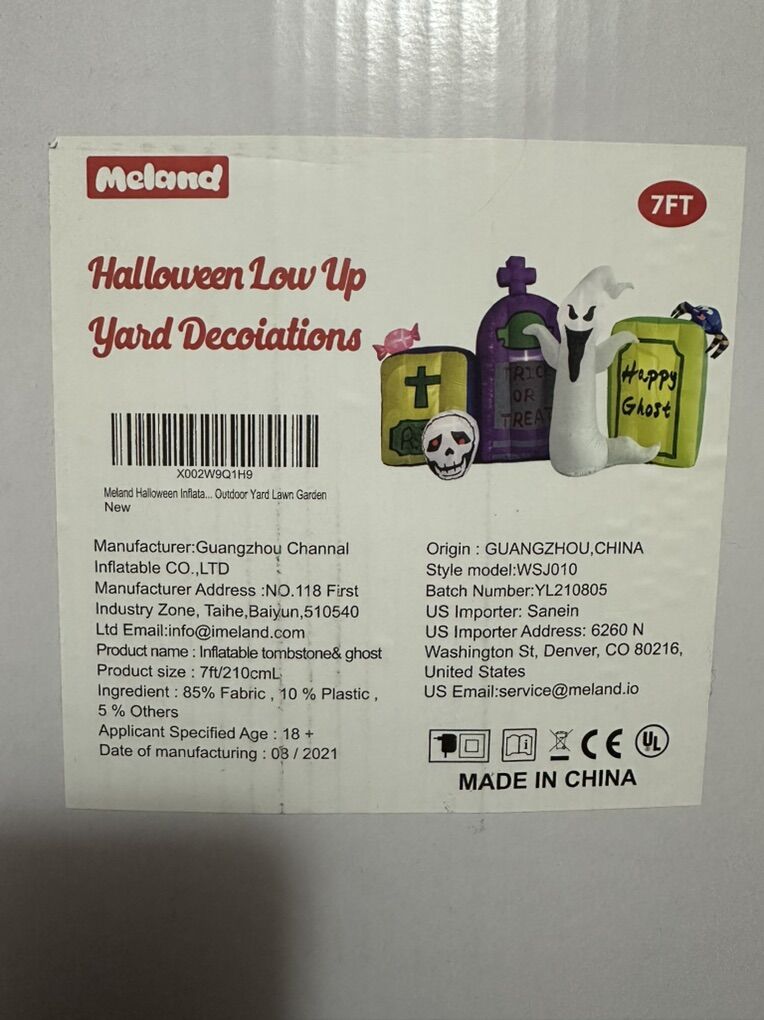 Meland
7FT
Halloween Low Up
Yard Decoiations
TRIC
OR
TREAT
Happy
Ghost
X002W9Q1H9
Meland Halloween Inflata... Outdoor Yard Lawn Garden
New
Manufacturer:Guangzhou Channal
Inflatable CO.,LTD
Manufacturer Address :NO.118 First
Industry Zone, Taihe,Baiyun,510540
Ltd Email:info@imeland.com
Product name : Inflatable tombstone& ghost
Product size : 7ft/210cmL
Ingredient : 85% Fabric , 10 % Plastic ,
5 % Others
Applicant Specified Age : 18 +
Date of manufacturing : 08 / 2021
Origin : GUANGZHOU,CHINA
Style model:WSJ010
Batch Number:YL210805
US Importer: Sanein
US Importer Address: 6260 N
Washington St, Denver, CO 80216,
United States
US Email:service@meland.io
i
CE
UL
MADE IN CHINA